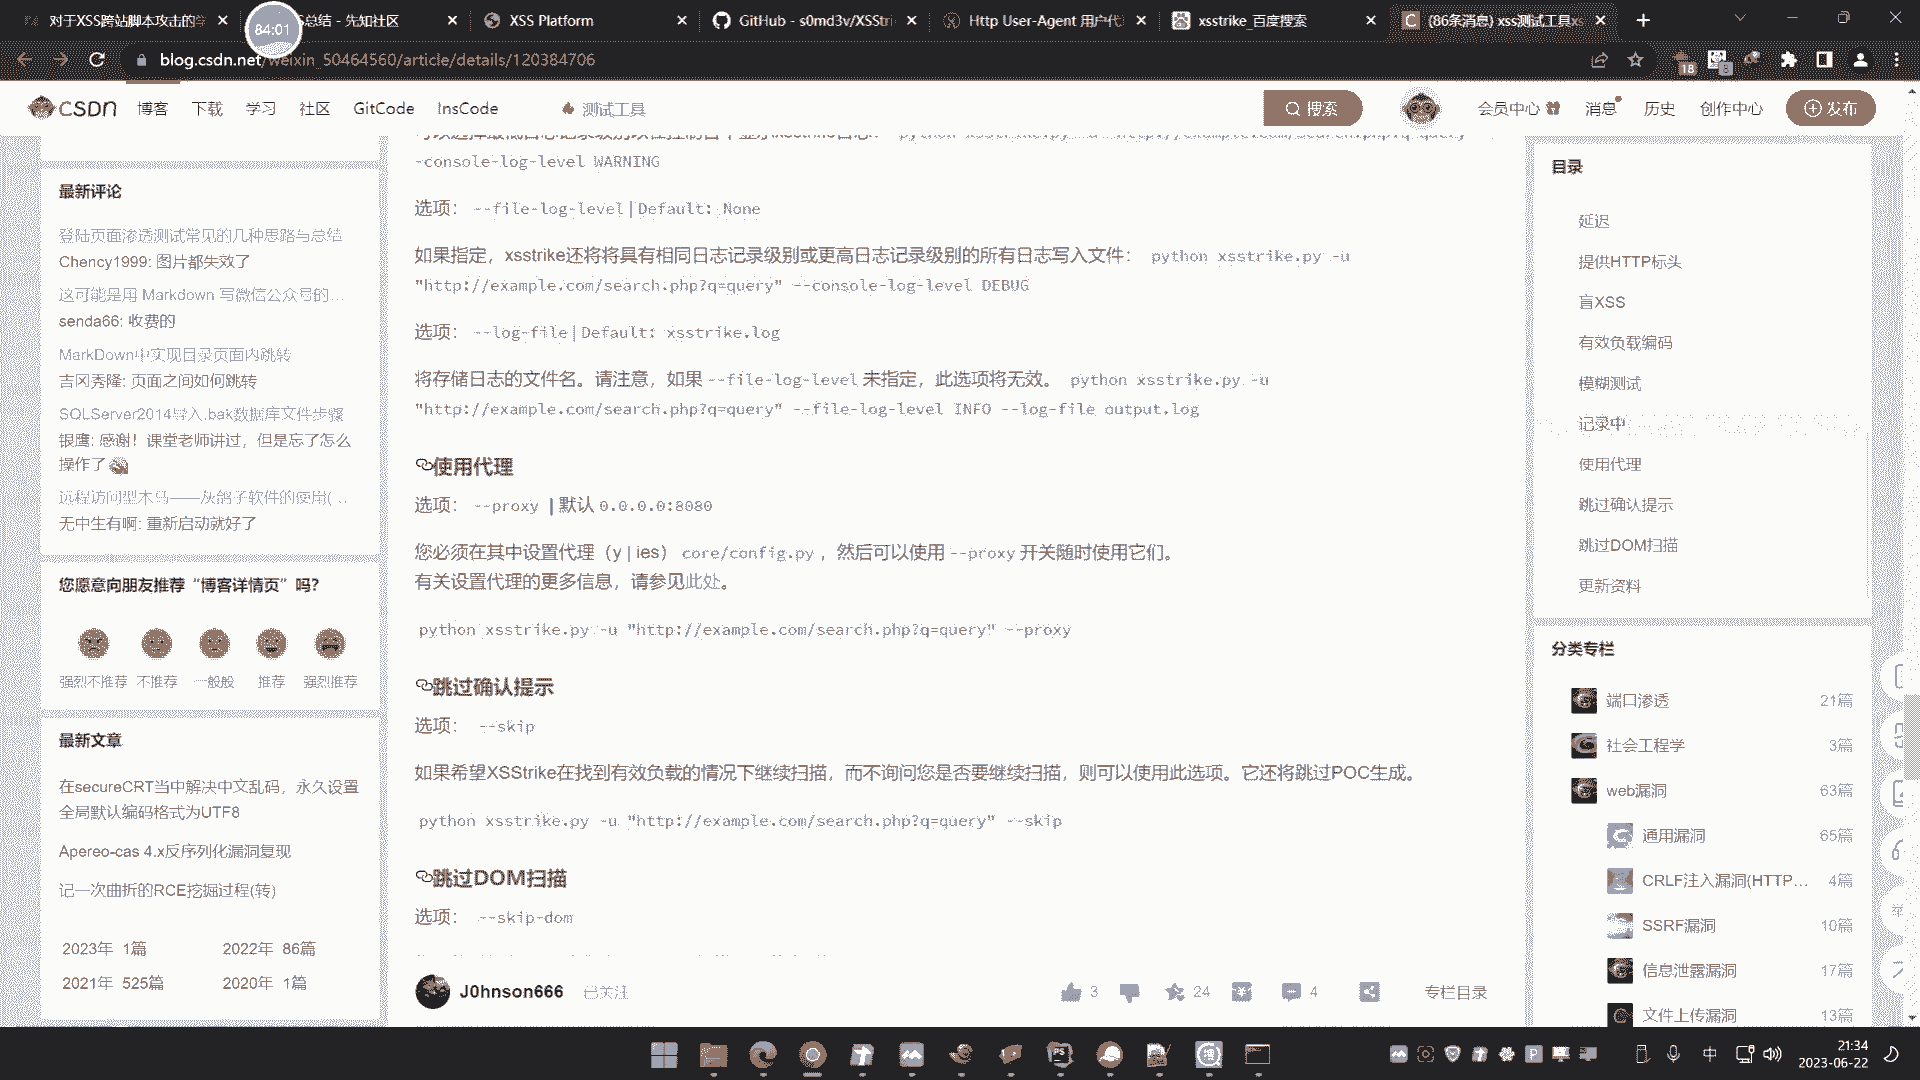 对于XSS跨站脚本攻击的学
总结 - 先知社区
XSS Platform
GitHub - s0md3v/XSStri
Http User-Agent 用户代
xsstrike_百度搜索
(86条消息) xss测试工具xs
84:01
blog.csdn.net/weixin_50464560/article/details/120384706
18
8
CSDN
博客
下载
学习
社区
GitCode
InsCode
测试工具
搜索
会员中心
消息
历史
创作中心
发布
-console-log-level WARNING
选项： --file-log-level|Default: None
如果指定，xsstrike还将将具有相同日志记录级别或更高日志记录级别的所有日志写入文件： python xsstrike.py -u
"http://example.com/search.php?q=query" --console-log-level DEBUG
选项： --log-file|Default: xsstrike.log
将存储日志的文件名。请注意，如果 --file-log-level 未指定，此选项将无效。 python xsstrike.py -u
"http://example.com/search.php?q=query" --file-log-level INFO --log-file output.log
使用代理
选项： --proxy | 默认 0.0.0.0:8080
您必须在其中设置代理（y | ies） core/config.py ，然后可以使用 --proxy 开关随时使用它们。
有关设置代理的更多信息，请参见此处。
python xsstrike.py -u "http://example.com/search.php?q=query" --proxy
跳过确认提示
选项： --skip
如果希望XSStrike在找到有效负载的情况下继续扫描，而不询问您是否要继续扫描，则可以使用此选项。它还将跳过POC生成。
python xsstrike.py -u "http://example.com/search.php?q=query" --skip
跳过DOM扫描
选项： --skip-dom
J0hnson666 已关注
3
24
4
专栏目录
最新评论
登陆页面渗透测试常见的几种思路与总结
Chency1999: 图片都失效了
这可能是用 Markdown 写微信公众号的…
senda66: 收费的
MarkDown中实现目录页面内跳转
吉冈秀隆: 页面之间如何跳转
SQLServer2014导入.bak数据库文件步骤
银鹰: 感谢！课堂老师讲过，但是忘了怎么
操作了
远程访问型木马——灰鸽子软件的使用(…
无中生有啊: 重新启动就好了
您愿意向朋友推荐“博客详情页”吗？
强烈不推荐
不推荐
一般般
推荐
强烈推荐
最新文章
在secureCRT当中解决中文乱码，永久设置
全局默认编码格式为UTF8
Apereo-cas 4.x反序列化漏洞复现
记一次曲折的RCE挖掘过程(转)
2023年 1篇
2022年 86篇
2021年 525篇
2020年 1篇
目录
延迟
提供HTTP标头
盲XSS
有效负载编码
模糊测试
记录中
使用代理
跳过确认提示
跳过DOM扫描
更新资料
分类专栏
端口渗透 21篇
社会工程学 3篇
web漏洞 63篇
通用漏洞 65篇
CRLF注入漏洞(HTTP… 4篇
SSRF漏洞 10篇
信息泄露漏洞 17篇
文件上传漏洞 13篇
中
21:34
2023-06-22